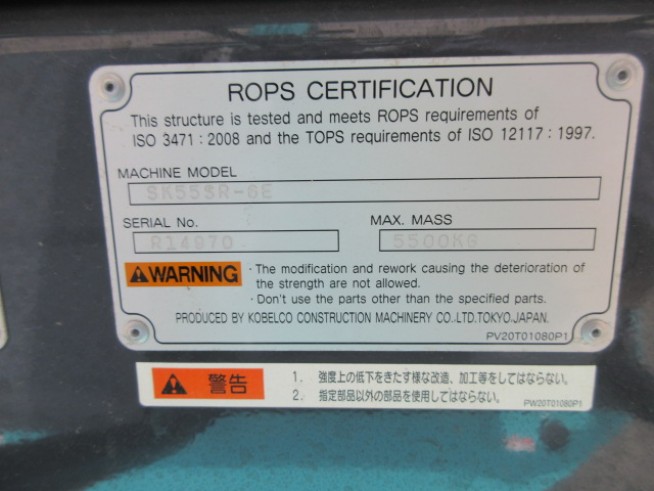 ROPS CERTIFICATION
This structure is tested and meets ROPS requirements of
ISO 3471 : 2008 and the TOPS requirements of ISO 12117 : 1997.
MACHINE MODEL
SK55SR-6E
SERIAL No. MAX. MASS
R14970 5500KG
WARNING
· The modification and rework causing the deterioration of
the strength are not allowed.
· Don't use the parts other than the specified parts.
PRODUCED BY KOBELCO CONSTRUCTION MACHINERY CO.,LTD.TOKYO.JAPAN.
PV20T01080P1
警告
1. 強度上の低下をきたす様な改造、加工等をしてはならない。
2. 指定部品以外の部品を使用してはならない。
PW20T01080P1